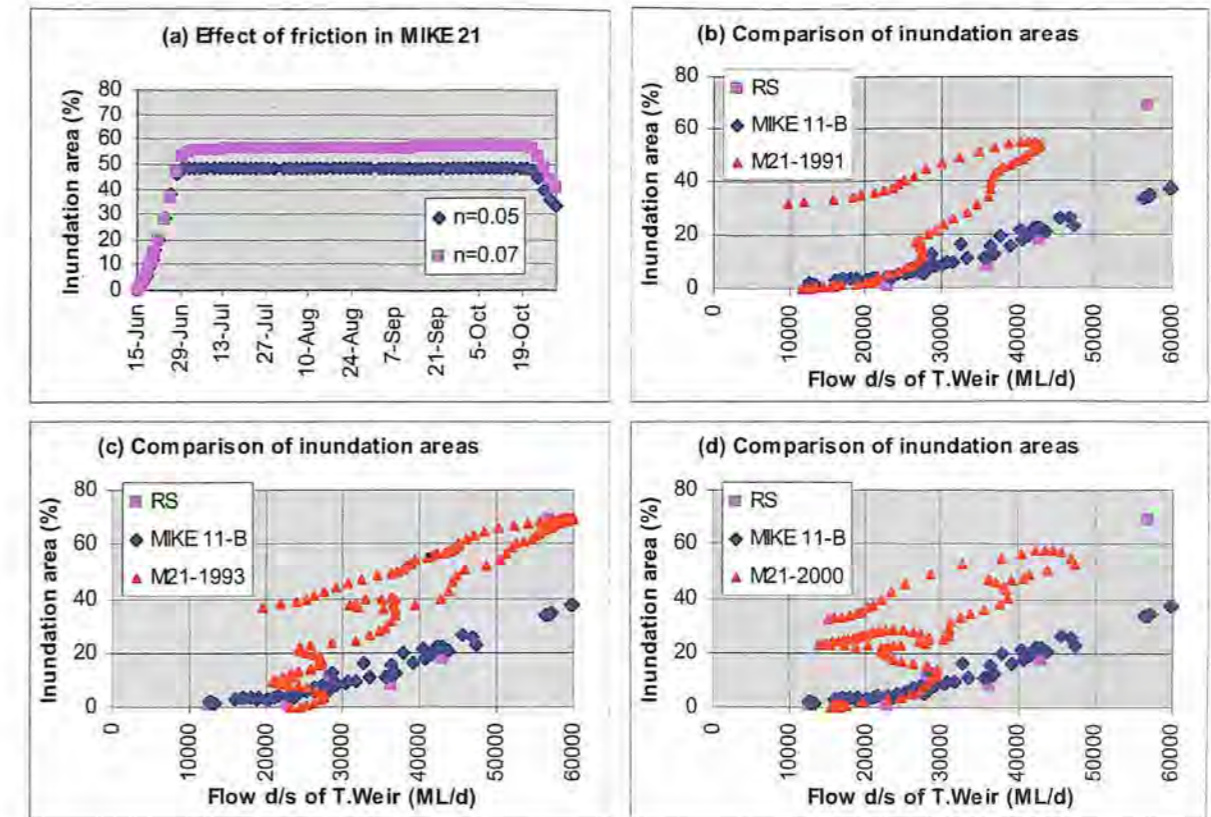 (a) Effect of friction in MIKE 21
Inundation area (%)
80
70
60
50
40
30
20
10
0
n=0.05
n=0.07
15-Jun
29-Jun
13-Jul
27-Jul
10-Aug
24-Aug
7-Sep
21-Sep
5-Oct
19-Oct
(b) Comparison of inundation areas
Inundation area (%)
80
60
40
20
0
RS
MIKE 11-B
M21-1991
0
10000
20000
30000
40000
50000
60000
Flow d/s of T.Weir (ML/d)
(c) Comparison of inundation areas
Inundation area (%)
80
60
40
20
0
RS
MIKE 11-B
M21-1993
0
10000
20000
30000
40000
50000
60000
Flow d/s of T.Weir (ML/d)
(d) Comparison of inundation areas
Inundation area (%)
80
60
40
20
0
RS
MIKE 11-B
M21-2000
0
10000
20000
30000
40000
50000
60000
Flow d/s of T.Weir (ML/d)